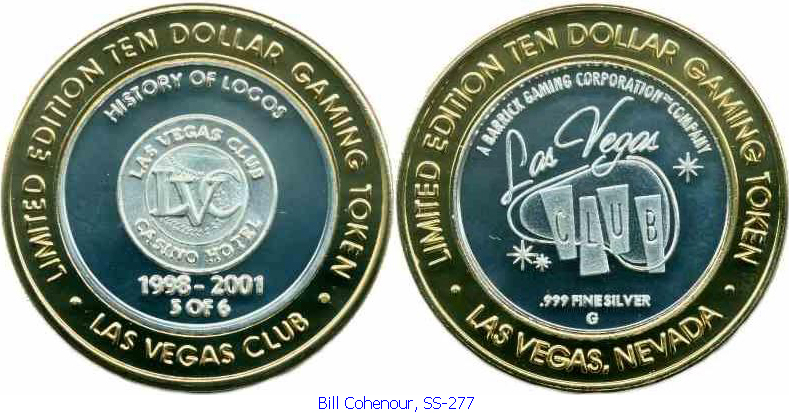 LIMITED EDITION TEN DOLLAR GAMING TOKEN
• LAS VEGAS CLUB •
HISTORY OF LOGOS
LAS VEGAS CLUB
LVC
CASINO HOTEL
1998 - 2001
5 OF 6
LIMITED EDITION TEN DOLLAR GAMING TOKEN
• LAS VEGAS, NEVADA •
A BARRICK GAMING CORPORATION™ COMPANY
Las Vegas
CLUB
.999 FINE SILVER
G
Bill Cohenour, SS-277